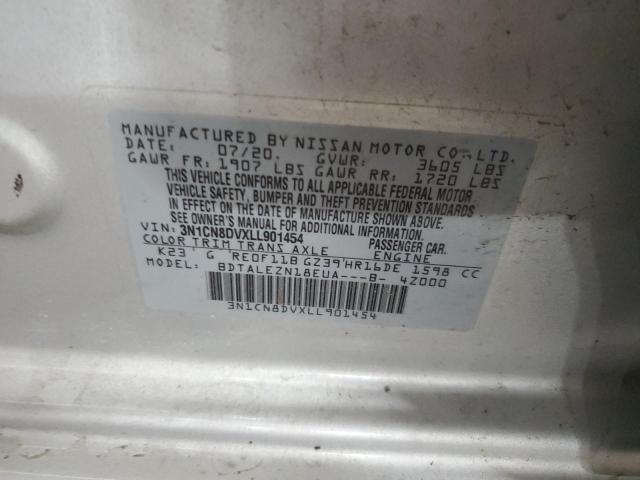 MANUFACTURED BY NISSAN MOTOR CO., LTD.
DATE: 07/20. GVWR: 3605 LBS
GAWR FR: 1907 LBS GAWR RR: 1720 LBS
THIS VEHICLE CONFORMS TO ALL APPLICABLE FEDERAL MOTOR
VEHICLE SAFETY, BUMPER AND THEFT PREVENTION STANDARDS
IN EFFECT ON THE DATE OF MANUFACTURE SHOWN ABOVE.
SEE OWNER'S MANUAL FOR ADDITIONAL INFORMATION.
VIN: 3N1CN8DVXLL901454 PASSENGER CAR.
COLOR TRIM TRANS AXLE ENGINE
K23 G RE0F11B GZ39 HR16DE 1598 CC
MODEL: BDTALEZN18EUA---B- 4Z000
3N1CN8DVXLL901454